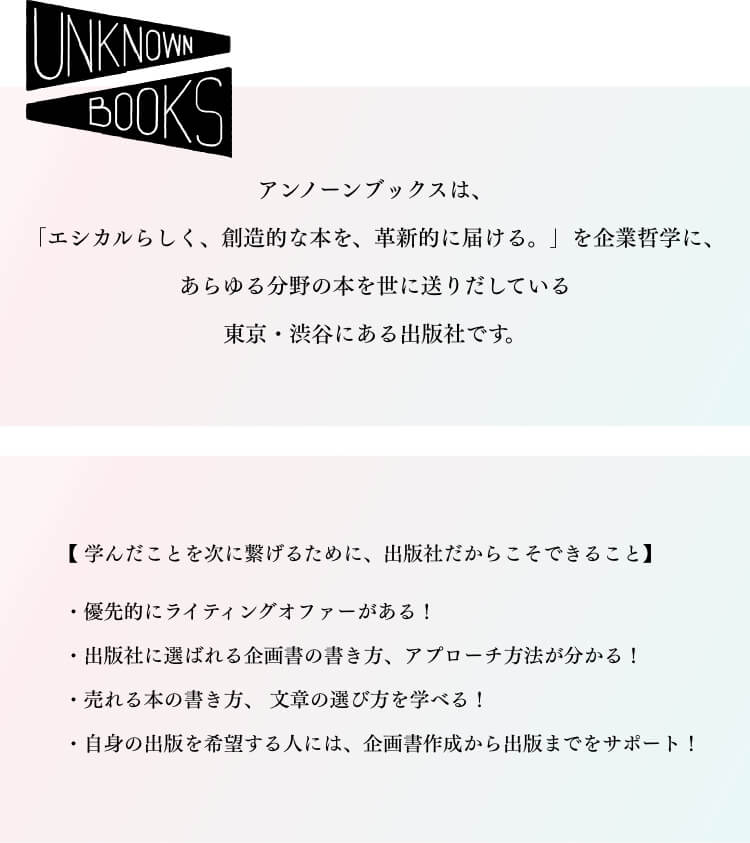 UNKNOWN
BOOKS
アンノーンブックスは、
「エシカルらしく、創造的な本を、革新的に届ける。」を企業哲学に、
あらゆる分野の本を世に送りだしている
東京・渋谷にある出版社です。
【 学んだことを次に繋げるために、出版社だからこそできること】
・優先的にライティングオファーがある！
・出版社に選ばれる企画書の書き方、アプローチ方法が分かる！
・売れる本の書き方、 文章の選び方を学べる！
・自身の出版を希望する人には、企画書作成から出版までをサポート！